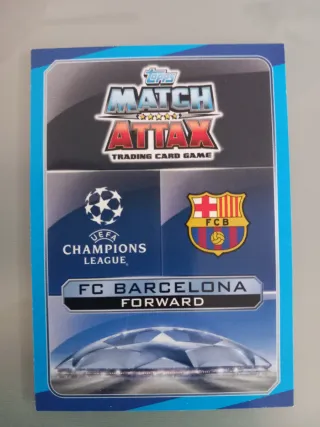 Topps
MATCH
ATTAX
TRADING CARD GAME
UEFA
CHAMPIONS
LEAGUE
FCB
FC BARCELONA
FORWARD